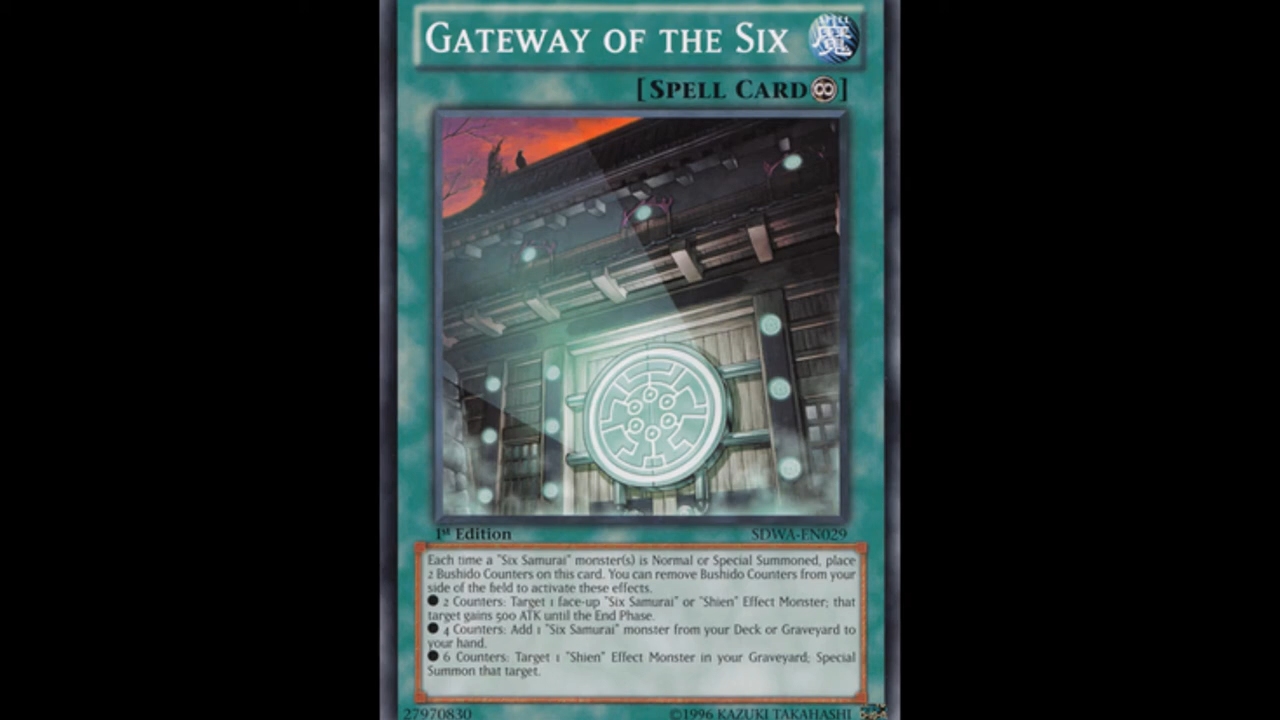 GATEWAY OF THE SIX
魔
[SPELL CARD∞]
1st Edition
SDWA-EN029
Each time a "Six Samurai" monster(s) is Normal or Special Summoned, place
2 Bushido Counters on this card. You can remove Bushido Counters from your
side of the field to activate these effects.
● 2 Counters: Target 1 face-up "Six Samurai" or "Shien" Effect Monster; that
target gains 500 ATK until the End Phase.
● 4 Counters: Add 1 "Six Samurai" monster from your Deck or Graveyard to
your hand.
● 6 Counters: Target 1 "Shien" Effect Monster in your Graveyard; Special
Summon that target.
27970830
©1996 KAZUKI TAKAHASHI